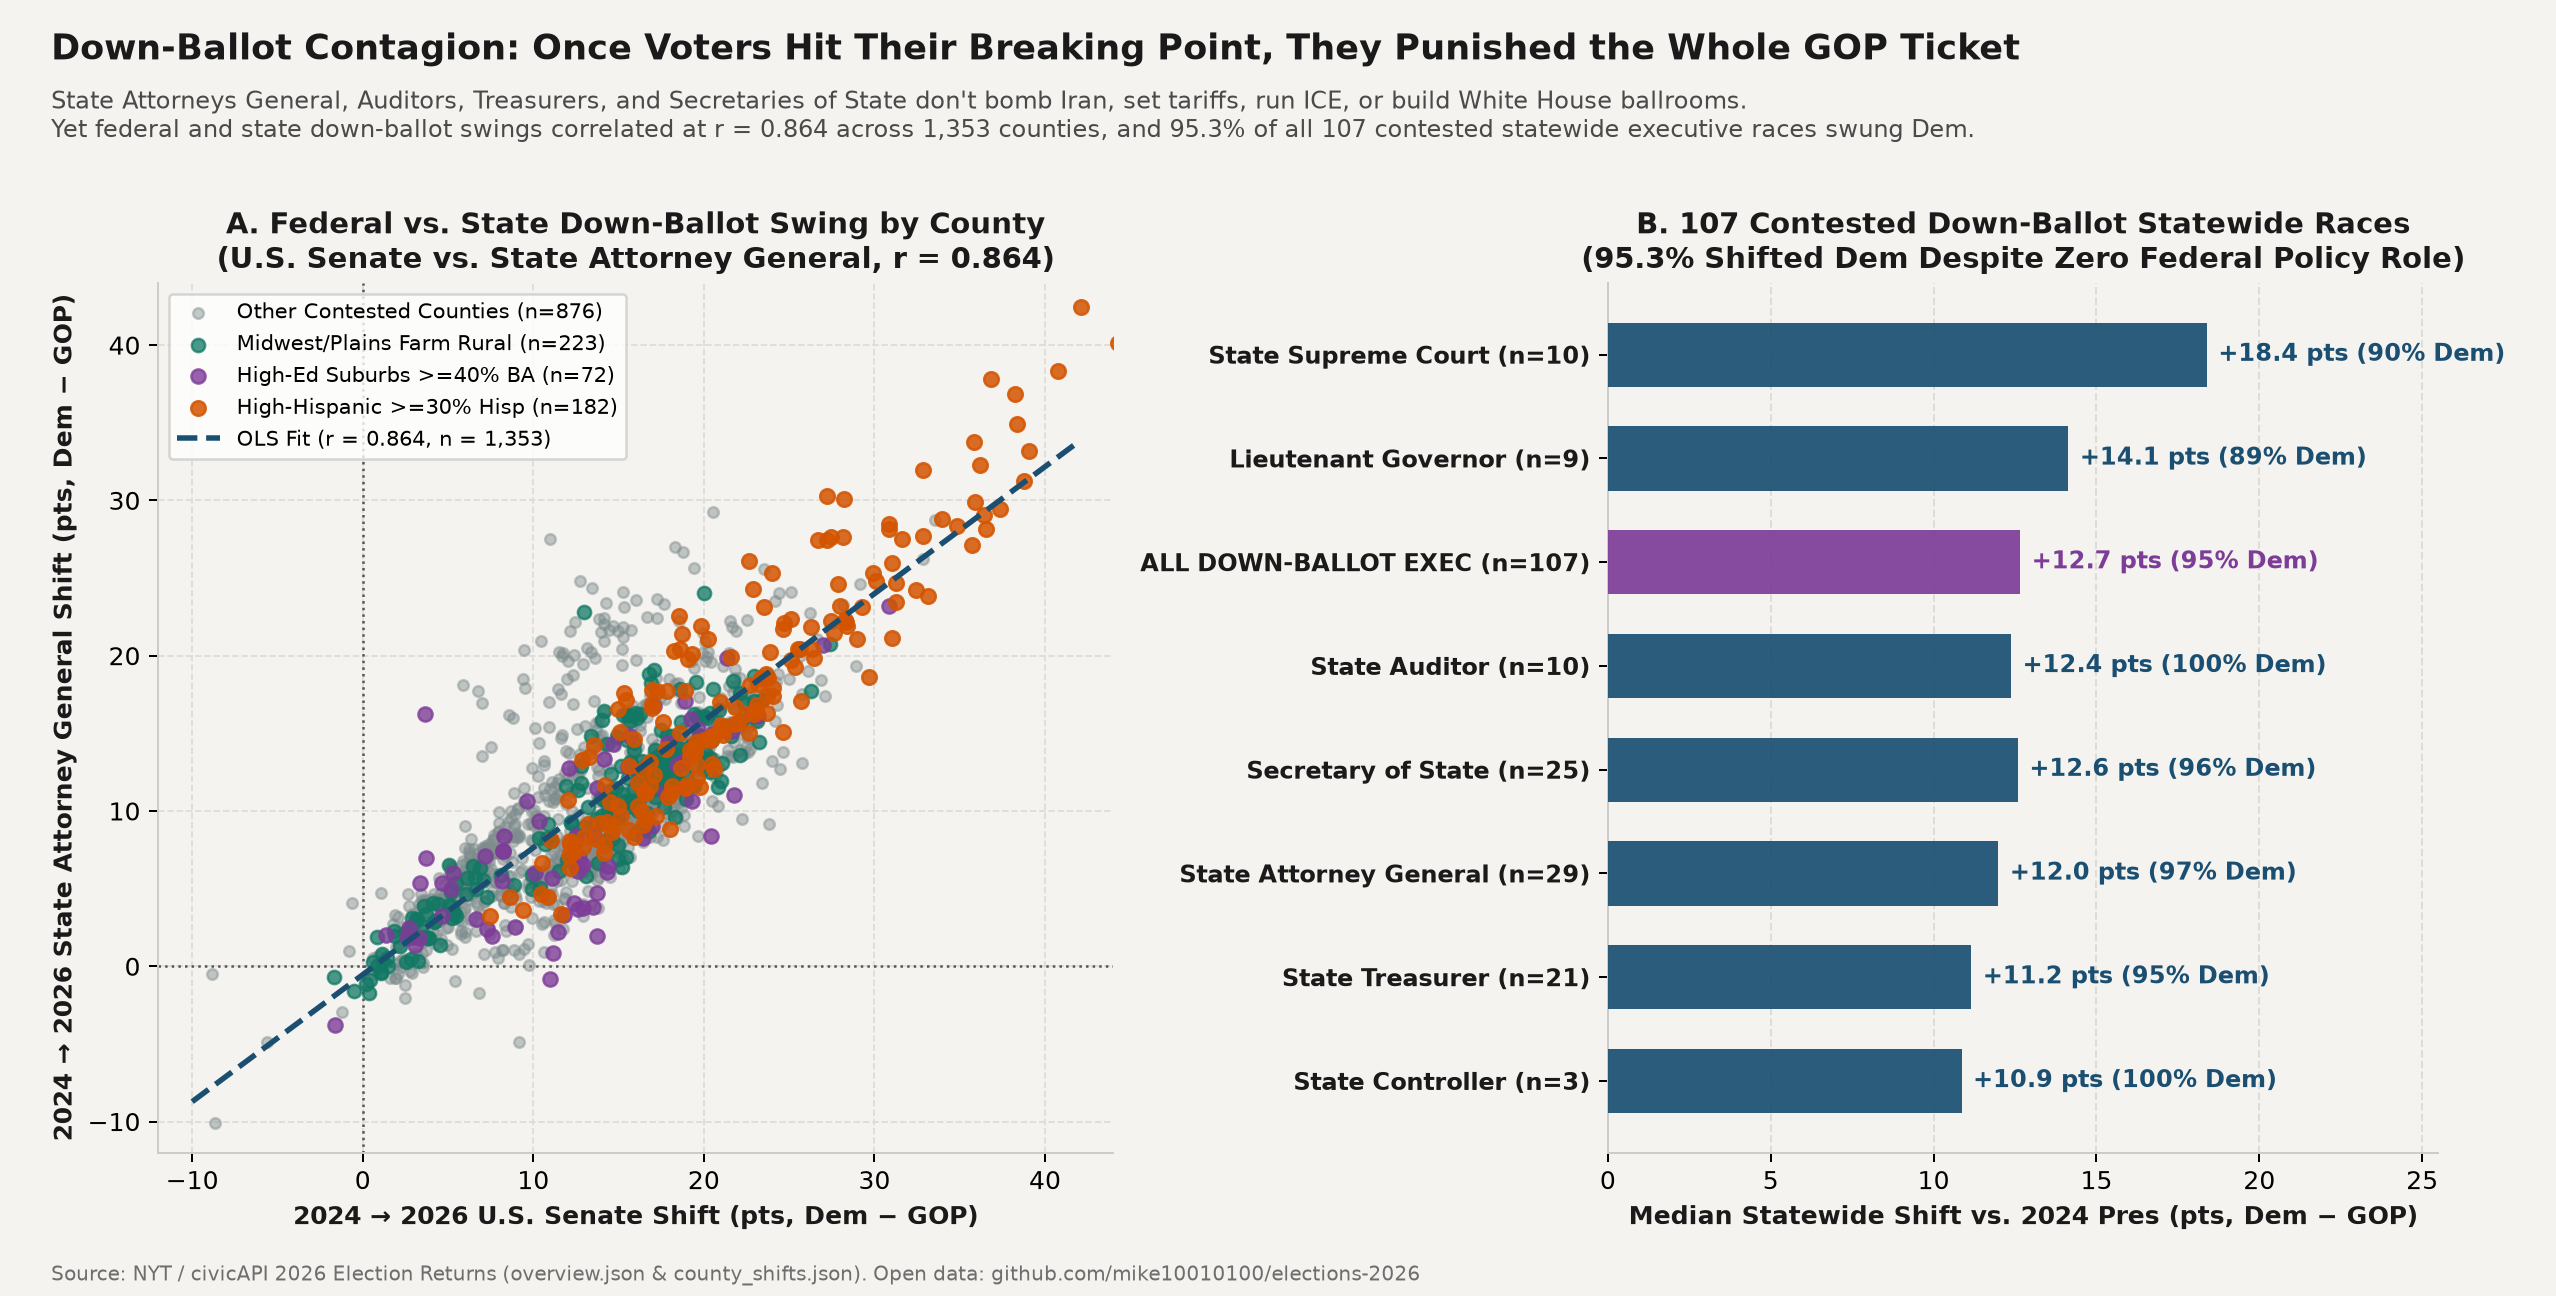 Down-Ballot Contagion: Once Voters Hit Their Breaking Point, They Punished the Whole GOP Ticket
State Attorneys General, Auditors, Treasurers, and Secretaries of State don't bomb Iran, set tariffs, run ICE, or build White House ballrooms.
Yet federal and state down-ballot swings correlated at r = 0.864 across 1,353 counties, and 95.3% of all 107 contested statewide executive races swung Dem.
A. Federal vs. State Down-Ballot Swing by County
(U.S. Senate vs. State Attorney General, r = 0.864)
Other Contested Counties (n=876)
Midwest/Plains Farm Rural (n=223)
High-Ed Suburbs >=40% BA (n=72)
High-Hispanic >=30% Hisp (n=182)
OLS Fit (r = 0.864, n = 1,353)
2024 → 2026 State Attorney General Shift (pts, Dem − GOP)
40
30
20
10
0
−10
−10
0
10
20
30
40
2024 → 2026 U.S. Senate Shift (pts, Dem − GOP)
B. 107 Contested Down-Ballot Statewide Races
(95.3% Shifted Dem Despite Zero Federal Policy Role)
State Supreme Court (n=10)
+18.4 pts (90% Dem)
Lieutenant Governor (n=9)
+14.1 pts (89% Dem)
ALL DOWN-BALLOT EXEC (n=107)
+12.7 pts (95% Dem)
State Auditor (n=10)
+12.4 pts (100% Dem)
Secretary of State (n=25)
+12.6 pts (96% Dem)
State Attorney General (n=29)
+12.0 pts (97% Dem)
State Treasurer (n=21)
+11.2 pts (95% Dem)
State Controller (n=3)
+10.9 pts (100% Dem)
0
5
10
15
20
25
Median Statewide Shift vs. 2024 Pres (pts, Dem − GOP)
Source: NYT / civicAPI 2026 Election Returns (overview.json & county_shifts.json). Open data: github.com/mike10010100/elections-2026